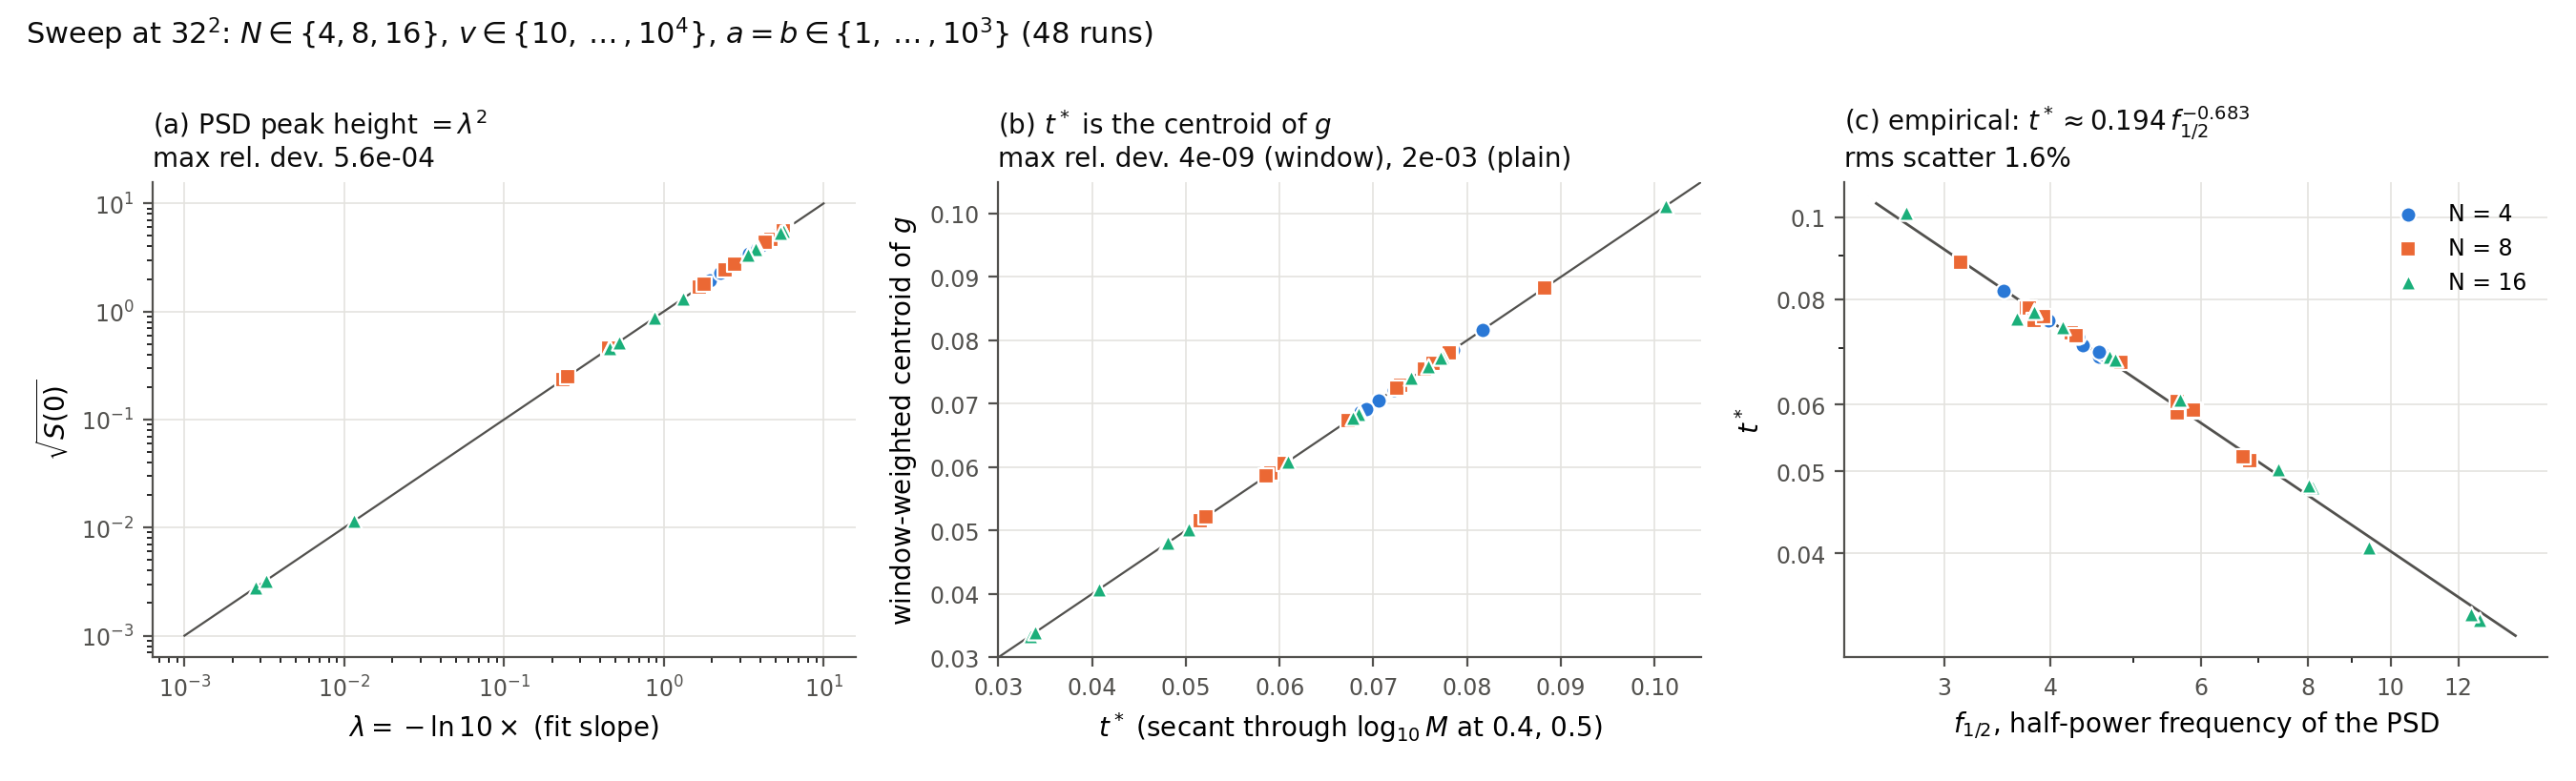 Sweep at 32²: N ∈ {4, 8, 16}, v ∈ {10, …, 10⁴}, a = b ∈ {1, …, 10³} (48 runs)
(a) PSD peak height = λ²
max rel. dev. 5.6e-04
10¹
10⁰
10⁻¹
10⁻²
10⁻³
√S(0)
10⁻³ 10⁻² 10⁻¹ 10⁰ 10¹
λ = − ln 10 × (fit slope)
(b) t* is the centroid of g
max rel. dev. 4e-09 (window), 2e-03 (plain)
0.10
0.09
0.08
0.07
0.06
0.05
0.04
0.03
window-weighted centroid of g
0.03 0.04 0.05 0.06 0.07 0.08 0.09 0.10
t* (secant through log₁₀ M at 0.4, 0.5)
(c) empirical: t* ≈ 0.194 f₁/₂⁻⁰·⁶⁸³
rms scatter 1.6%
N = 4
N = 8
N = 16
0.1
0.08
0.06
0.05
0.04
t*
3 4 6 8 10 12
f₁/₂, half-power frequency of the PSD